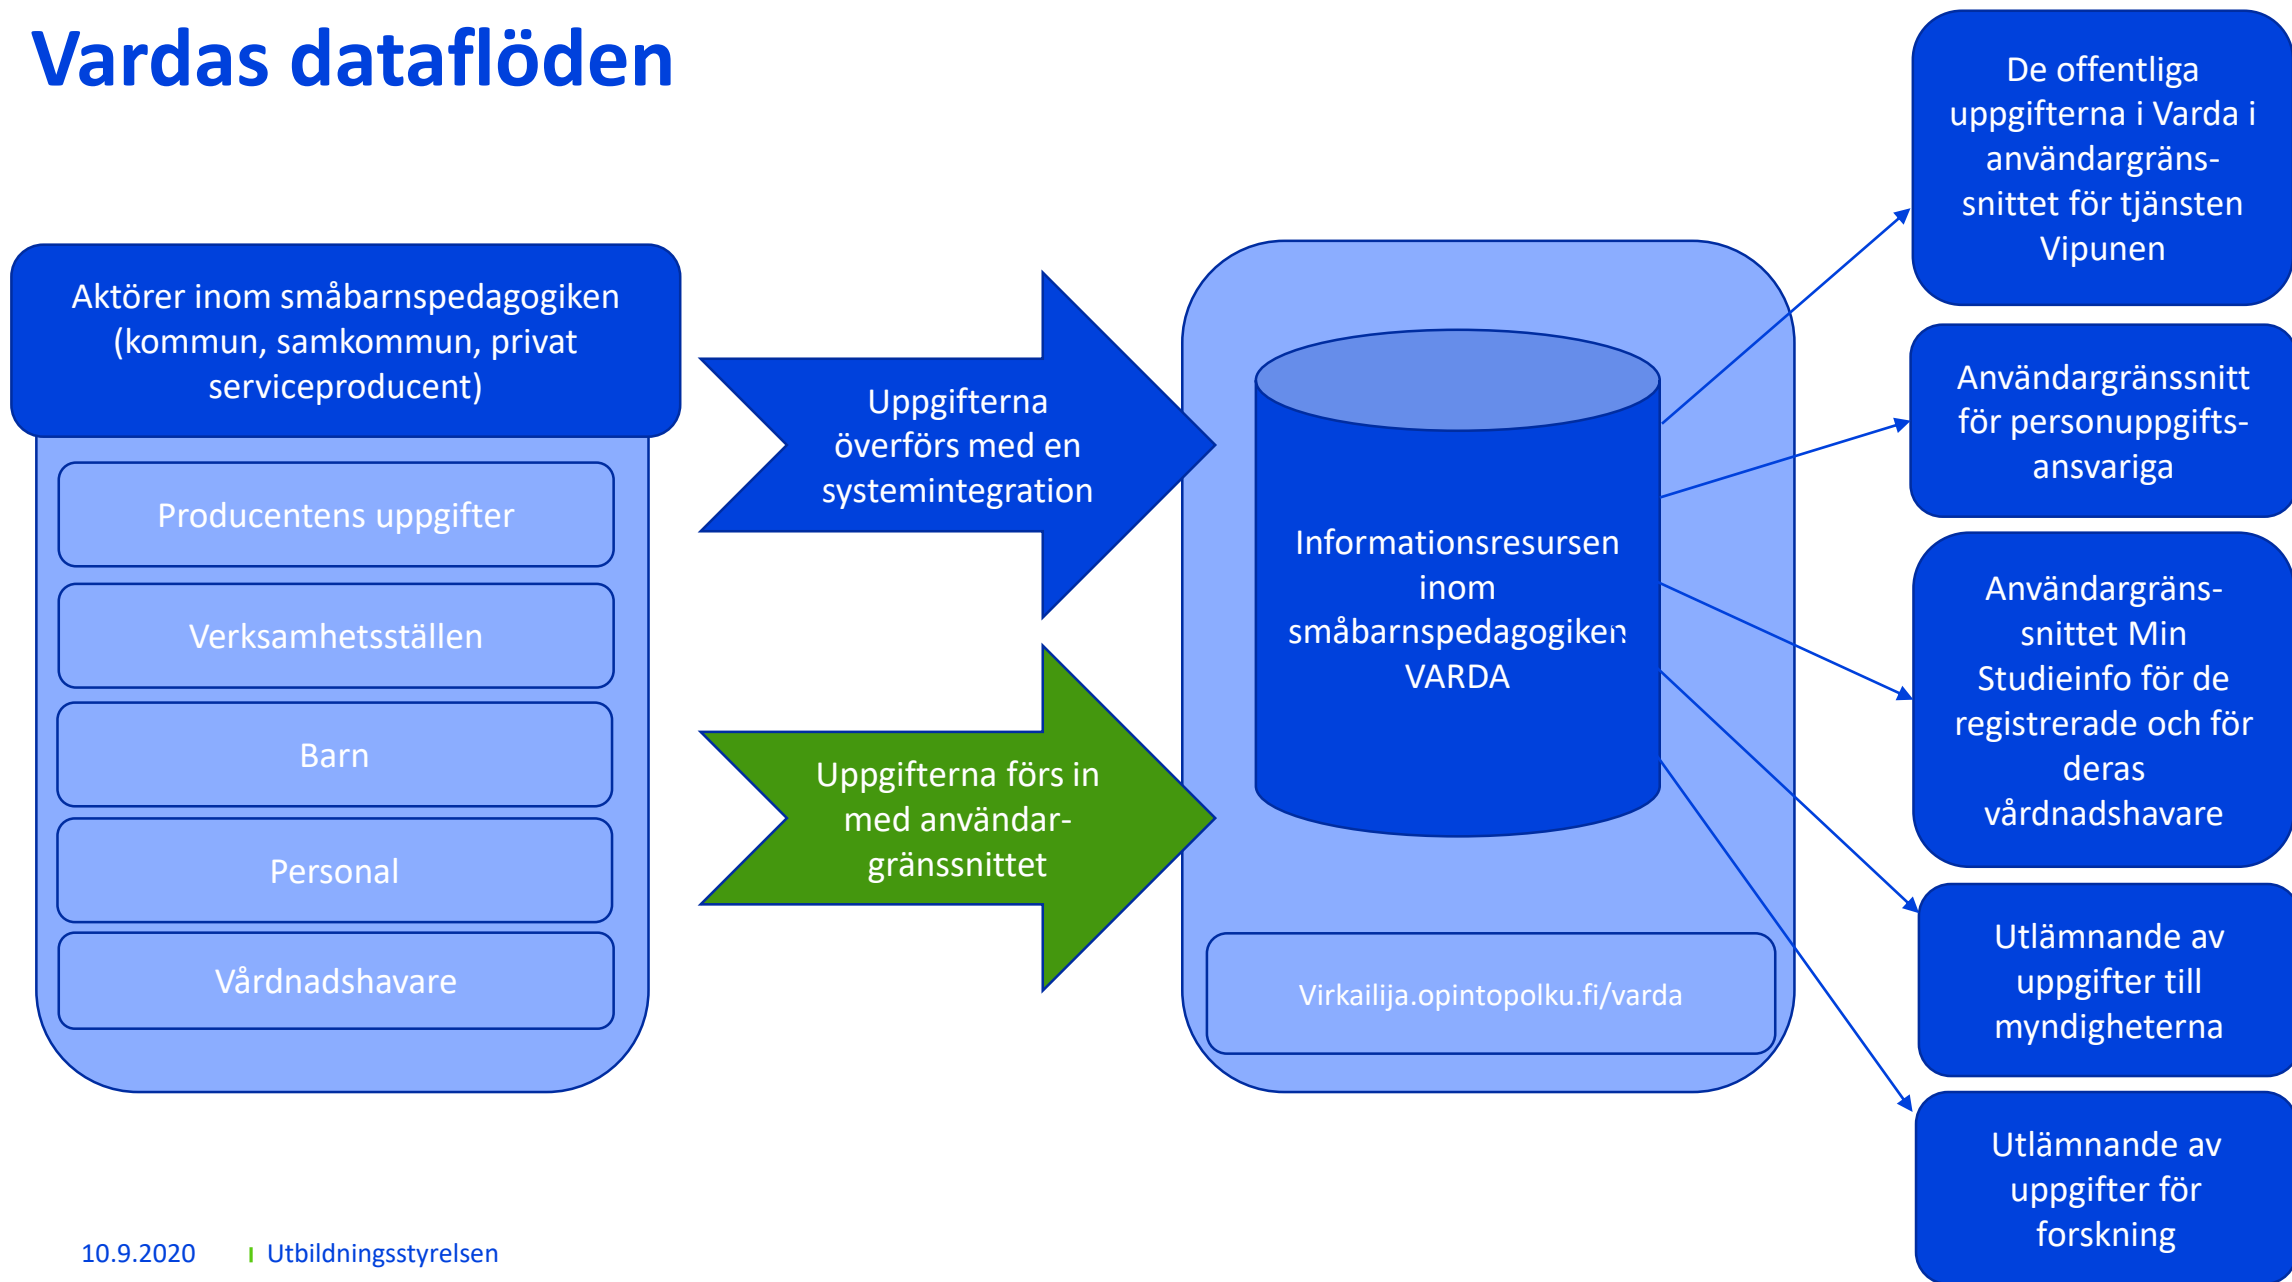 Vardas dataflöden
Aktörer inom småbarnspedagogiken
(kommun, samkommun, privat
serviceproducent)
Producentens uppgifter
Verksamhetsställen
Barn
Personal
Vårdnadshavare
Uppgifterna
överförs med en
systemintegration
Uppgifterna förs in
med användar-
gränssnittet
Informationsresursen
inom
småbarnspedagogiken
VARDA
Virkailija.opintopolku.fi/varda
De offentliga
uppgifterna i Varda i
användargräns-
snittet för tjänsten
Vipunen
Användargränssnitt
för personuppgifts-
ansvariga
Användargräns-
snittet Min
Studieinfo för de
registrerade och för
deras
vårdnadshavare
Utlämnande av
uppgifter till
myndigheterna
Utlämnande av
uppgifter för
forskning
10.9.2020
Utbildningsstyrelsen